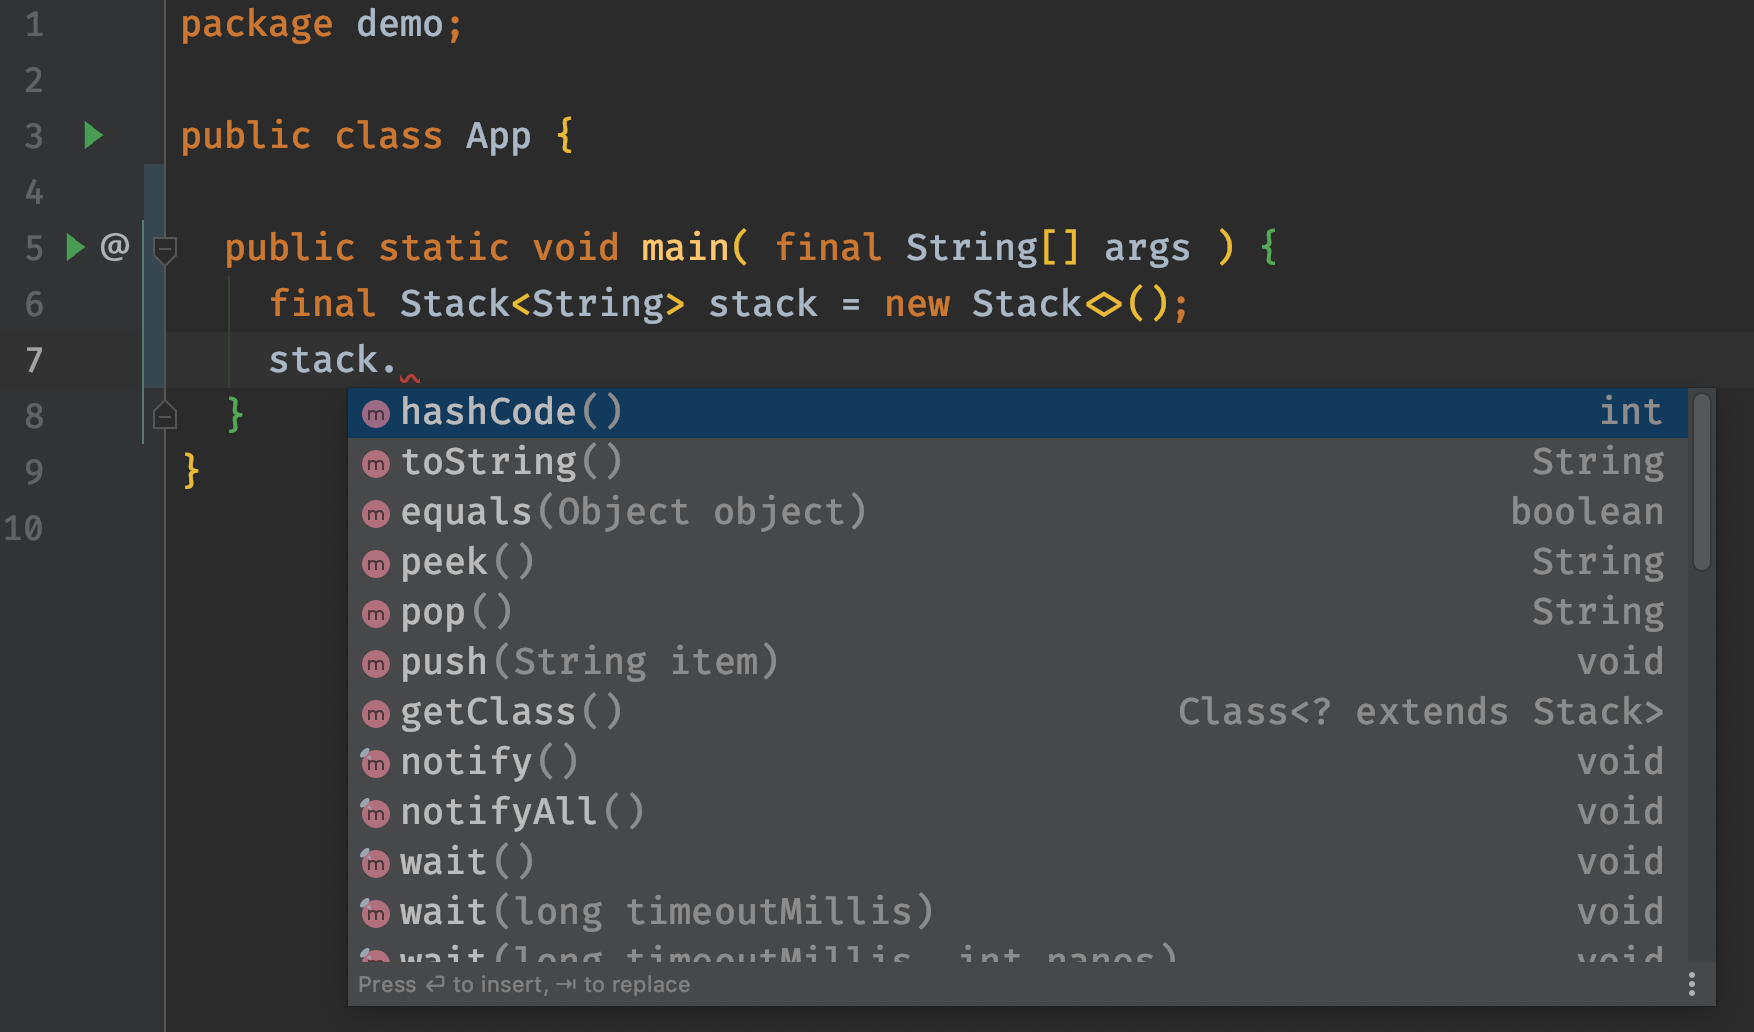 1 package demo;
2
3 public class App {
4
5 @ public static void main( final String[] args ) {
6 final Stack<String> stack = new Stack<>();
7 stack.
8 }
9 }
10
m hashCode() int
m toString() String
m equals(Object object) boolean
m peek() String
m pop() String
m push(String item) void
m getClass() Class<? extends Stack>
m notify() void
m notifyAll() void
m wait() void
m wait(long timeoutMillis) void
m wait(long timeoutMillis, int nanos) void
Press ↵ to insert, ⇥ to replace